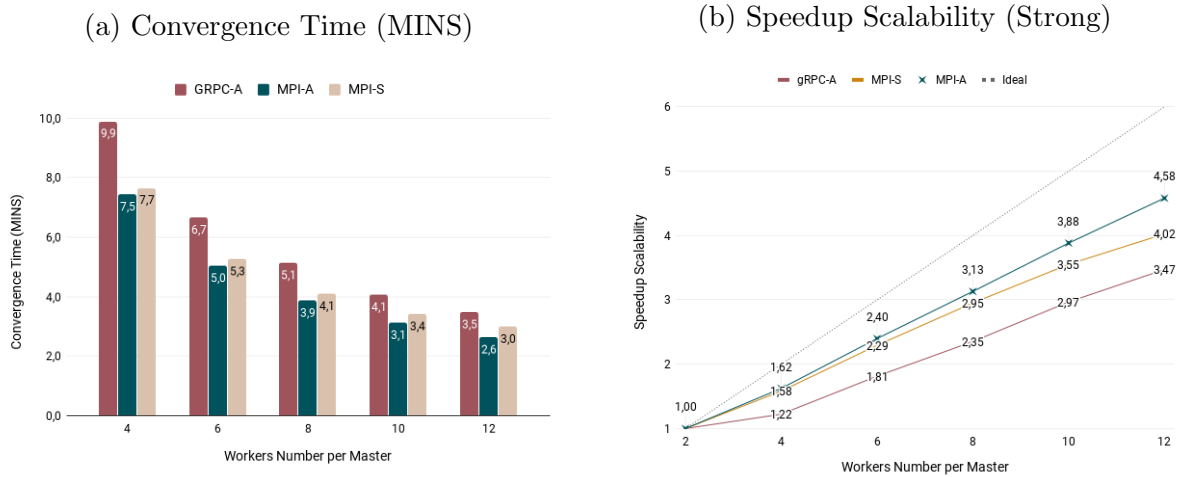 (a) Convergence Time (MINS)
GRPC-A MPI-A MPI-S
Convergence Time (MINS)
10,0
8,0
6,0
4,0
2,0
0,0
9,9 7,5 7,7
6,7 5,0 5,3
5,1 3,9 4,1
4,1 3,1 3,4
3,5 2,6 3,0
4 6 8 10 12
Workers Number per Master
(b) Speedup Scalability (Strong)
gRPC-A MPI-S MPI-A Ideal
Speedup Scalability
6
5
4
3
2
1
1,00
1,62 1,58 1,22
2,40 2,29 1,81
3,13 2,95 2,35
3,88 3,55 2,97
4,58 4,02 3,47
2 4 6 8 10 12
Workers Number per Master